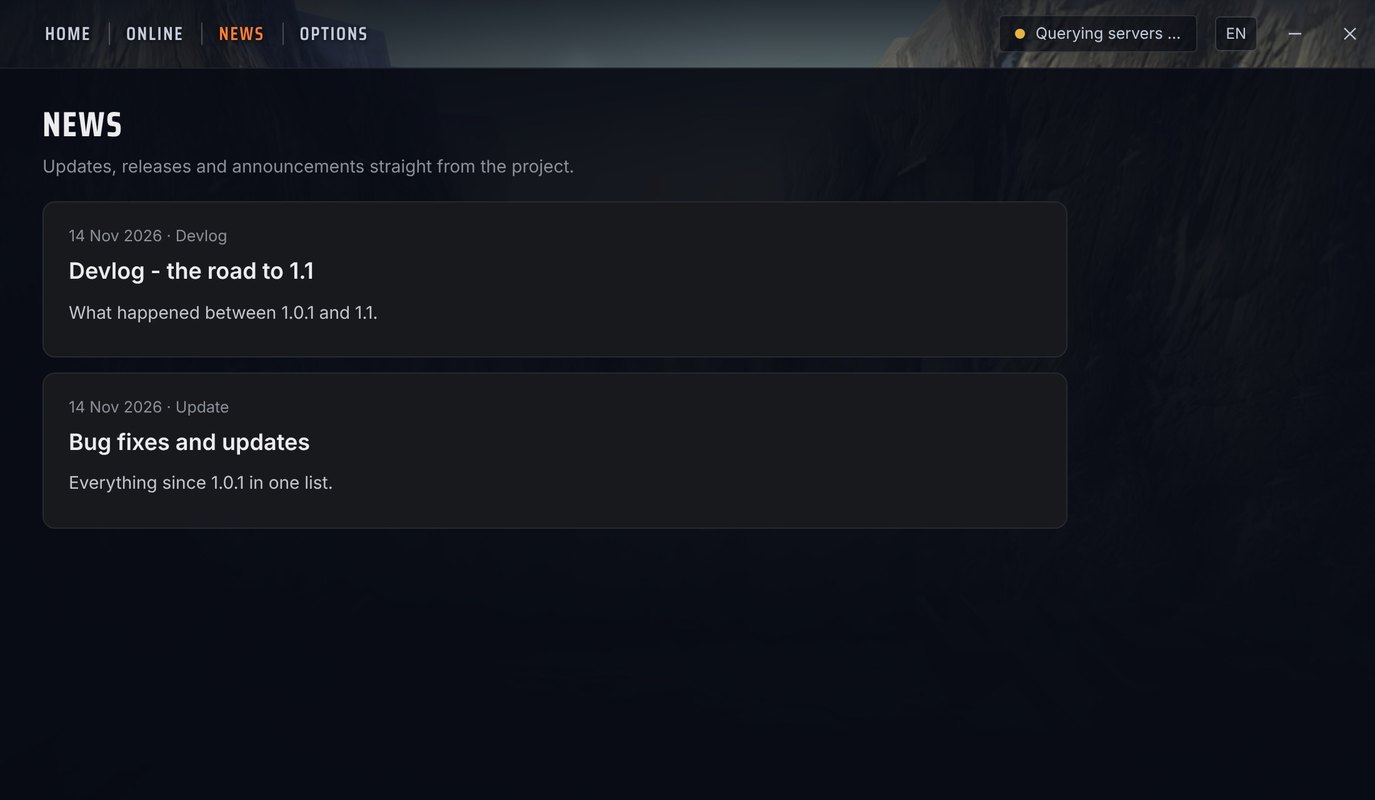 HOME ONLINE NEWS OPTIONS Querying servers ... EN
NEWS
Updates, releases and announcements straight from the project.
14 Nov 2026 · Devlog
Devlog - the road to 1.1
What happened between 1.0.1 and 1.1.
14 Nov 2026 · Update
Bug fixes and updates
Everything since 1.0.1 in one list.